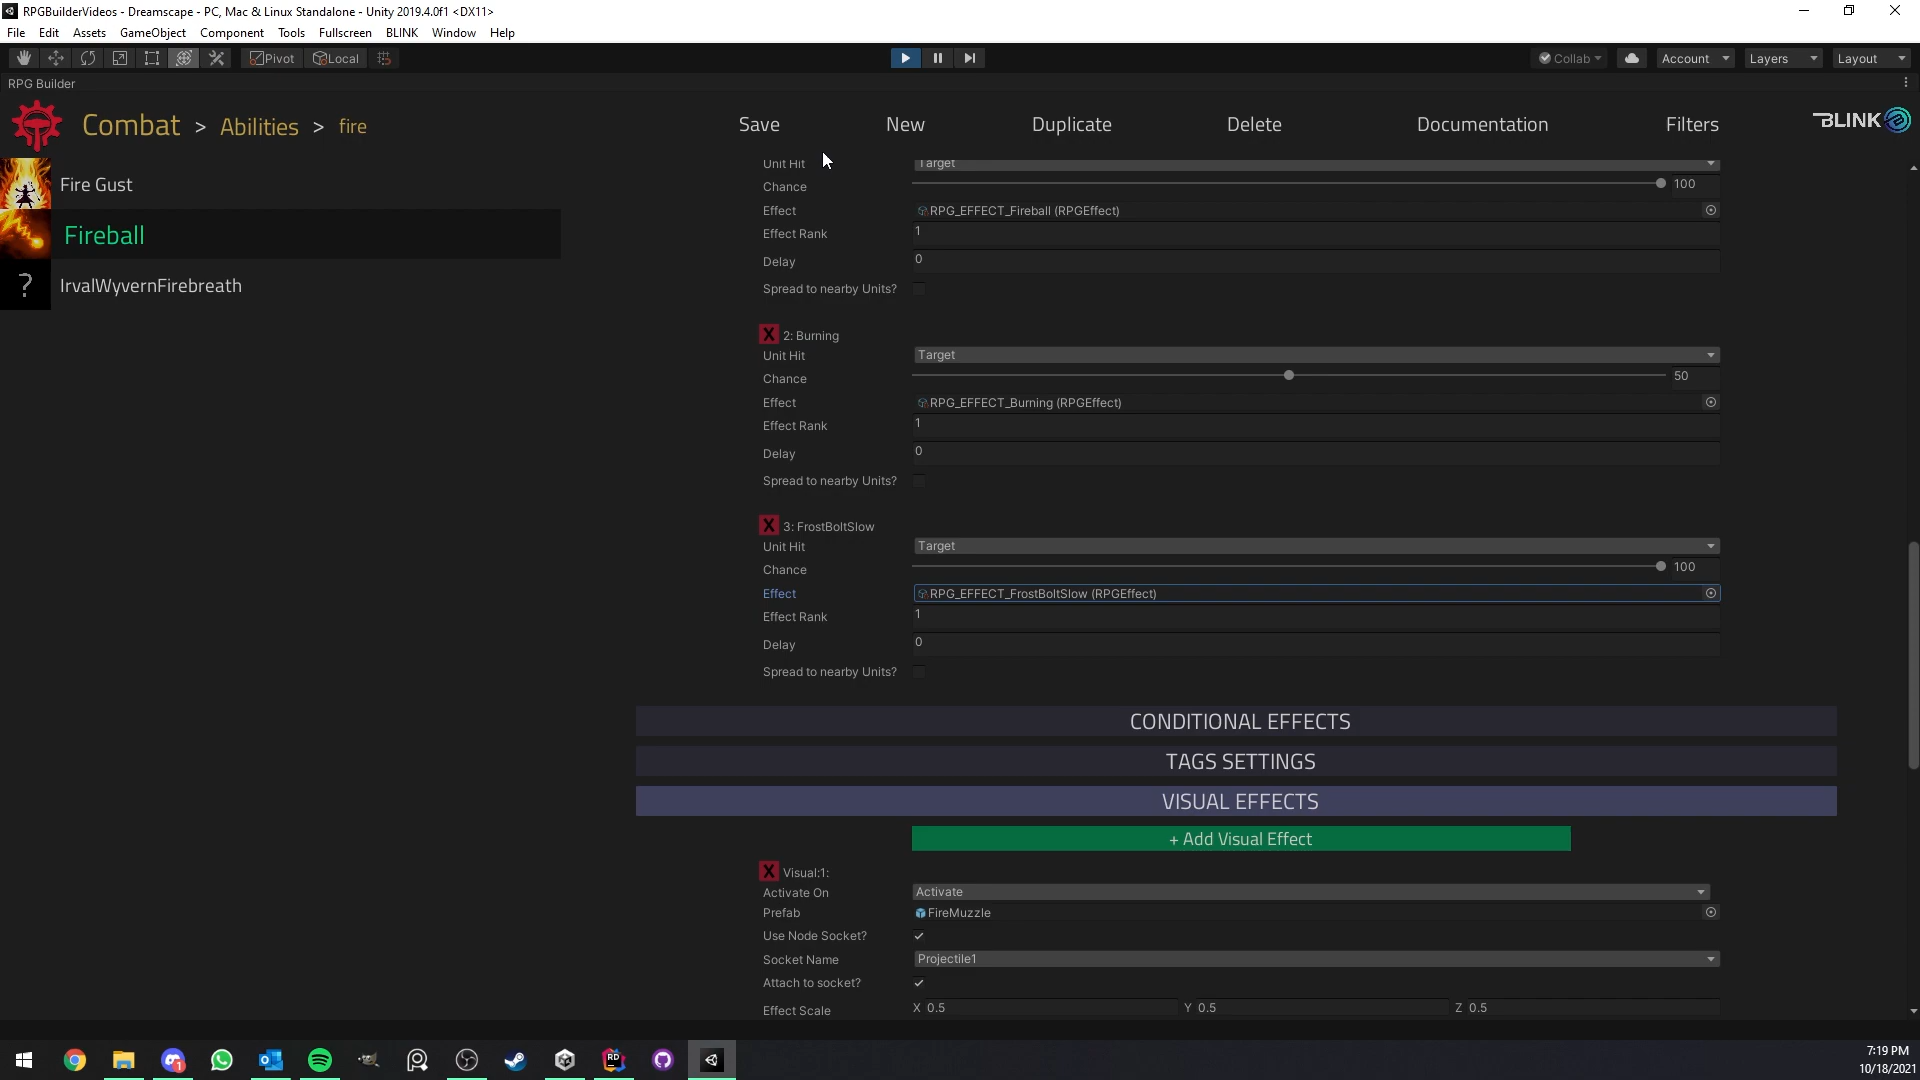 RPGBuilderVideos - Dreamscape - PC, Mac & Linux Standalone - Unity 2019.4.0f1 <DX11>
File Edit Assets GameObject Component Tools Fullscreen BLINK Window Help
Pivot Local Collab Account Layers Layout
RPG Builder
Combat > Abilities > fire Save New Duplicate Delete Documentation Filters BLINK
Fire Gust
Fireball
? IrvalWyvernFirebreath
Unit Hit Target
Chance 100
Effect RPG_EFFECT_Fireball (RPGEffect)
Effect Rank 1
Delay 0
Spread to nearby Units?
X 2: Burning
Unit Hit Target
Chance 50
Effect RPG_EFFECT_Burning (RPGEffect)
Effect Rank 1
Delay 0
Spread to nearby Units?
X 3: FrostBoltSlow
Unit Hit Target
Chance 100
Effect RPG_EFFECT_FrostBoltSlow (RPGEffect)
Effect Rank 1
Delay 0
Spread to nearby Units?
CONDITIONAL EFFECTS
TAGS SETTINGS
VISUAL EFFECTS
+ Add Visual Effect
X Visual:1:
Activate On Activate
Prefab FireMuzzle
Use Node Socket?
Socket Name Projectile1
Attach to socket?
Effect Scale X 0.5 Y 0.5 Z 0.5
1
RD
7:19 PM
10/18/2021